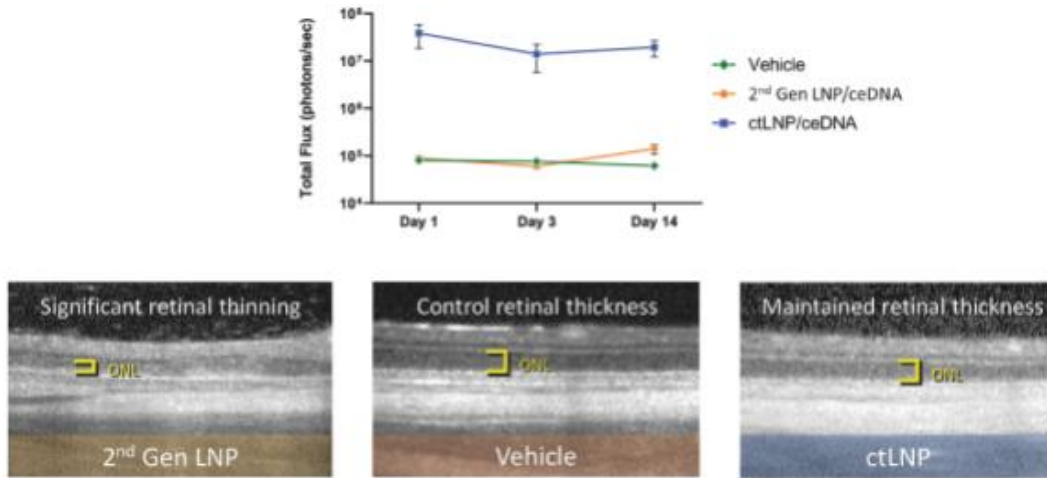 10⁸
10⁷
10⁶
10⁵
10⁴
Total Flux (photons/sec)
Day 1 Day 3 Day 14
Vehicle
2nd Gen LNP/ceDNA
ctLNP/ceDNA
Significant retinal thinning
ONL
2nd Gen LNP
Control retinal thickness
ONL
Vehicle
Maintained retinal thickness
ONL
ctLNP